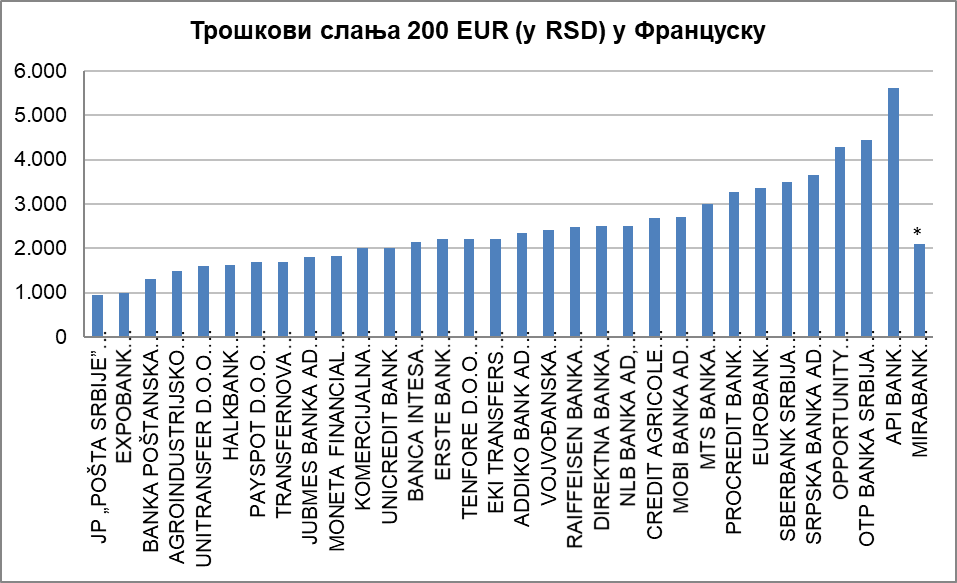 Трошкови слања 200 EUR (у RSD) у Француску
6.000
5.000
4.000
3.000
2.000
1.000
0
*
JP „POŠTA SRBIJE” ...
EXPOBANK...
BANKA POŠTANSKA...
AGROINDUSTRIJSKO...
UNITRANSFER D.O.O...
HALKBANK...
PAYSPOT D.O.O...
TRANSFERNOVA...
JUBMES BANKA AD...
MONETA FINANCIAL...
KOMERCIJALNA...
UNICREDIT BANK...
BANCA INTESA...
ERSTE BANK...
TENFORE D.O.O...
EKI TRANSFERS...
ADDIKO BANK AD...
VOJVOĐANSKA...
RAIFFEISEN BANKA...
DIREKTNA BANKA...
NLB BANKA AD,...
CREDIT AGRICOLE...
MOBI BANKA AD...
MTS BANKA...
PROCREDIT BANK...
EUROBANK...
SBERBANK SRBIJA...
SRPSKA BANKA AD...
OPPORTUNITY...
OTP BANKA SRBIJA...
API BANK...
MIRABANK...